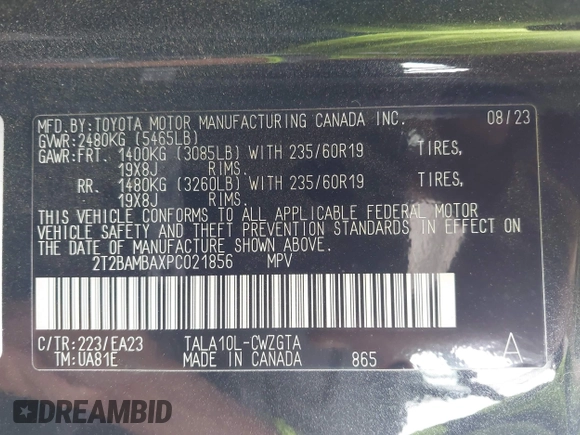 MFD.BY:TOYOTA MOTOR MANUFACTURING CANADA INC. 08/23
GVWR:2480KG (5465LB)
GAWR:FRT. 1400KG (3085LB) WITH 235/60R19 TIRES,
19X8J RIMS.
RR. 1480KG (3260LB) WITH 235/60R19 TIRES,
19X8J RIMS.
THIS VEHICLE CONFORMS TO ALL APPLICABLE FEDERAL MOTOR
VEHICLE SAFETY AND THEFT PREVENTION STANDARDS IN EFFECT ON
THE DATE OF MANUFACTURE SHOWN ABOVE.
2T2BAMBAXPC021856 MPV
C/TR:223/EA23 TALA10L-CWZGTA
TM:UA81E MADE IN CANADA 865 A
DREAMBID